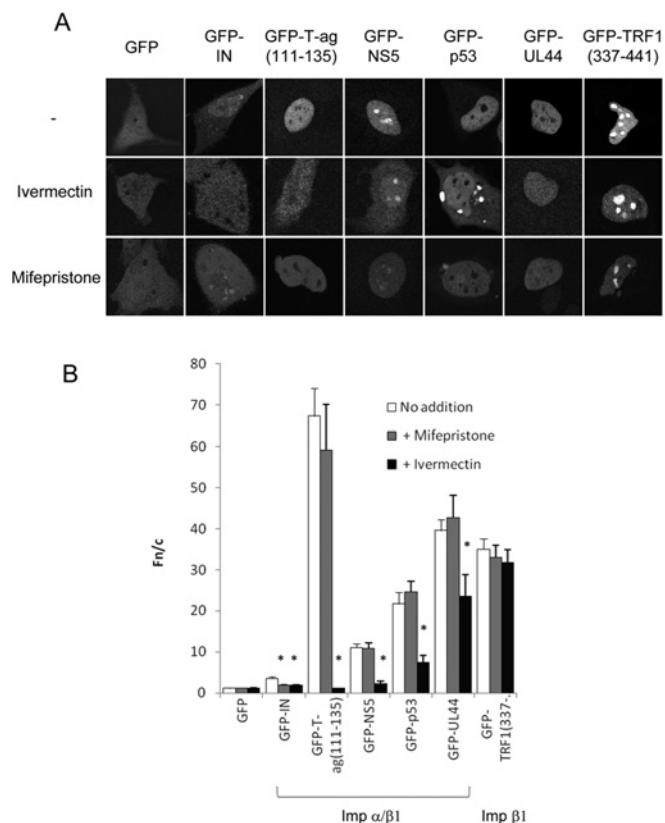 A
GFP
GFP-
IN
GFP-T-ag
(111-135)
GFP-
NS5
GFP-
p53
GFP-
UL44
GFP-TRF1
(337-441)
-
Ivermectin
Mifepristone
B
80
70
60
50
40
30
20
10
0
Fn/c
No addition
+ Mifepristone
+ Ivermectin
* *
*
*
*
*
GFP
GFP-IN
GFP-T-
ag(111-135)
GFP-NS5
GFP-p53
GFP-UL44
GFP-
TRF1(337-.
Imp α/β1
Imp β1